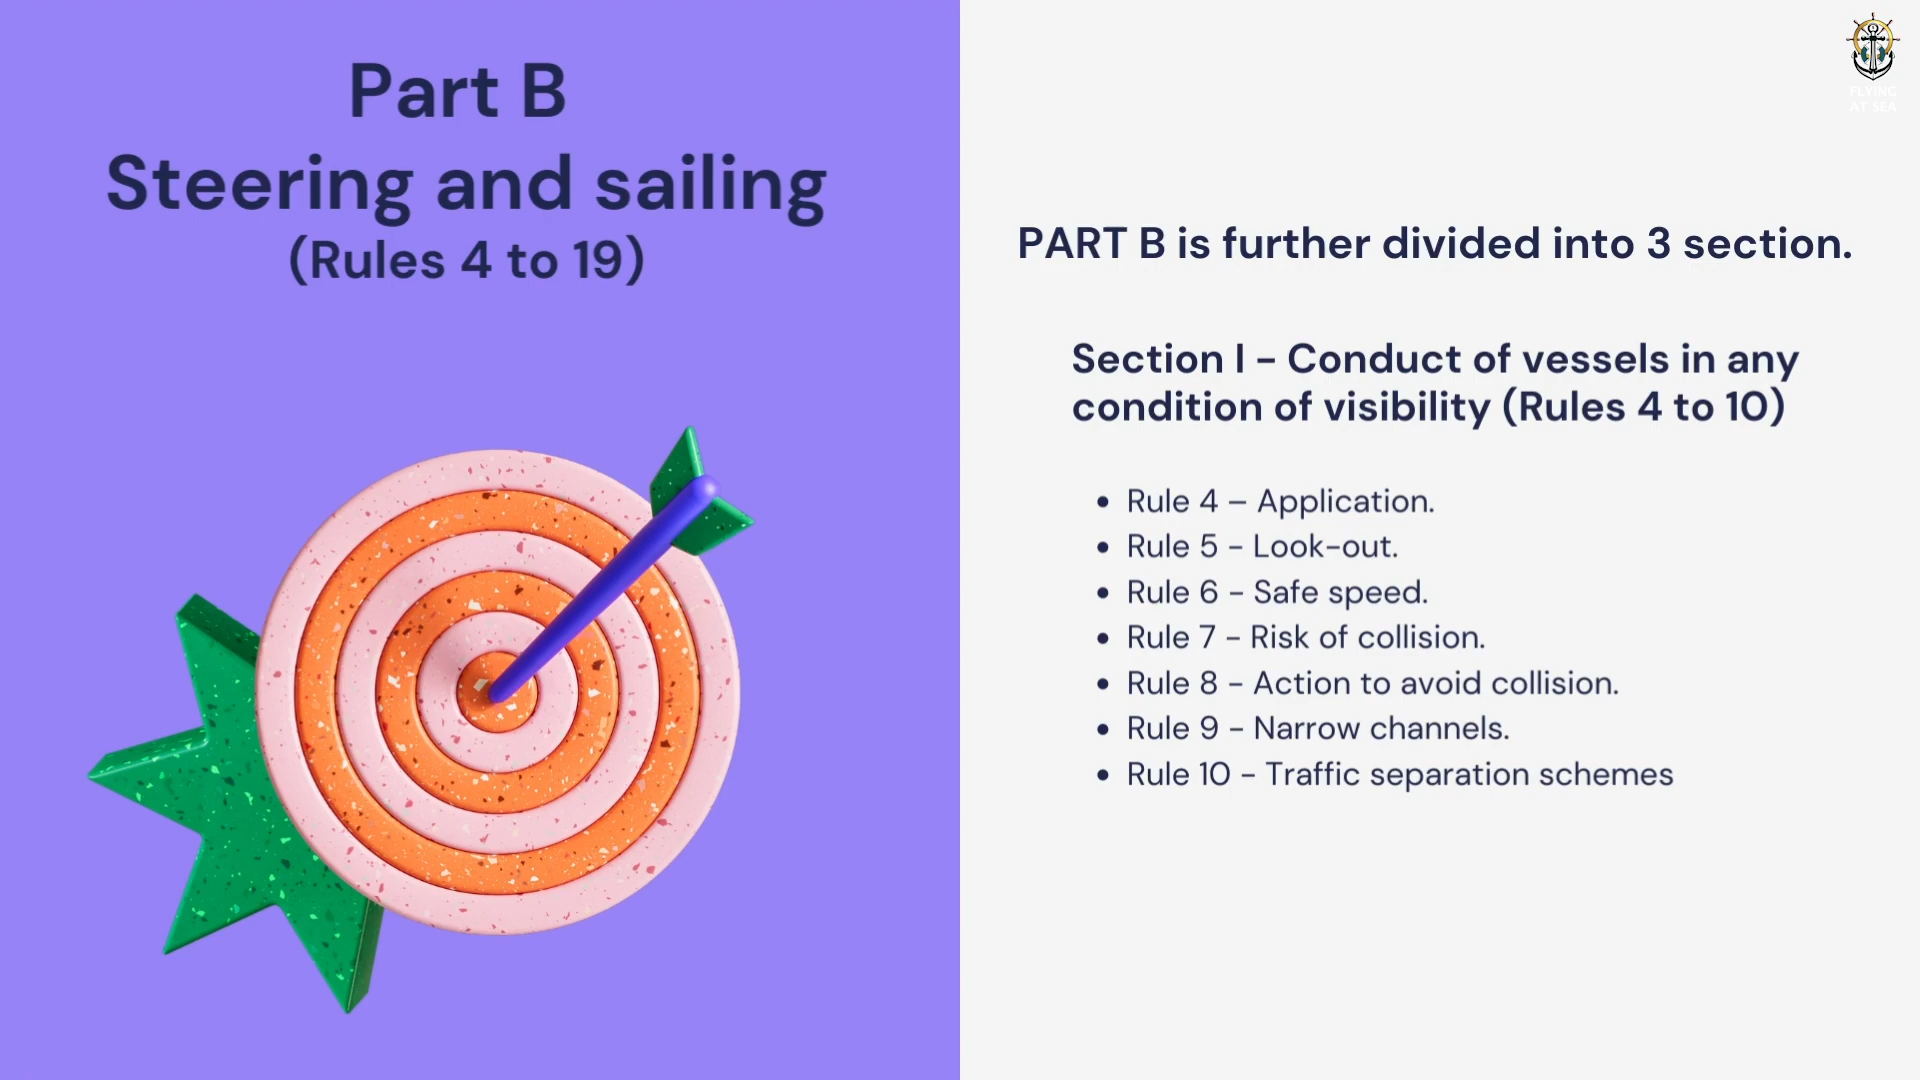 Part B
Steering and sailing
(Rules 4 to 19)
FLYING
AT SEA
PART B is further divided into 3 section.
Section I - Conduct of vessels in any
condition of visibility (Rules 4 to 10)
• Rule 4 – Application.
• Rule 5 - Look-out.
• Rule 6 - Safe speed.
• Rule 7 - Risk of collision.
• Rule 8 - Action to avoid collision.
• Rule 9 - Narrow channels.
• Rule 10 - Traffic separation schemes